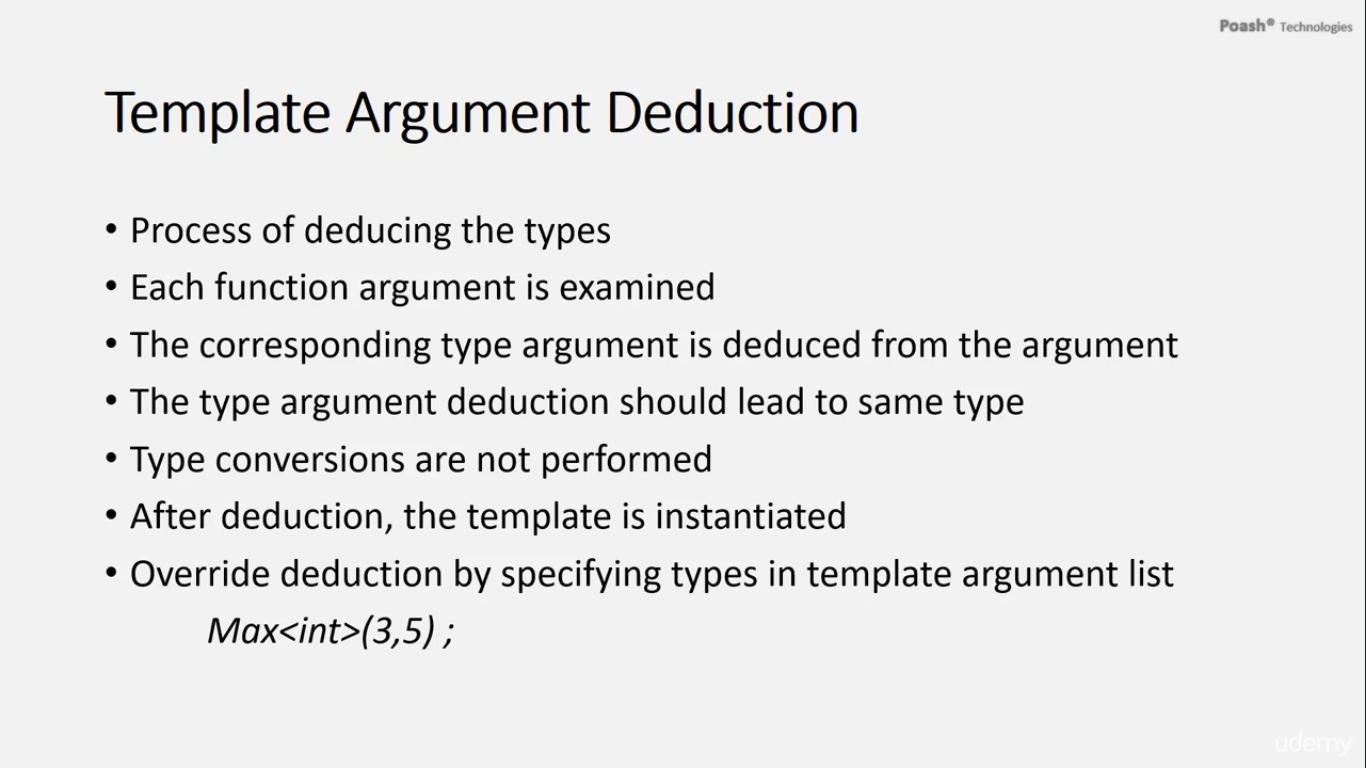 Poash® Technologies
Template Argument Deduction
• Process of deducing the types
• Each function argument is examined
• The corresponding type argument is deduced from the argument
• The type argument deduction should lead to same type
• Type conversions are not performed
• After deduction, the template is instantiated
• Override deduction by specifying types in template argument list
Max<int>(3,5) ;
udemy